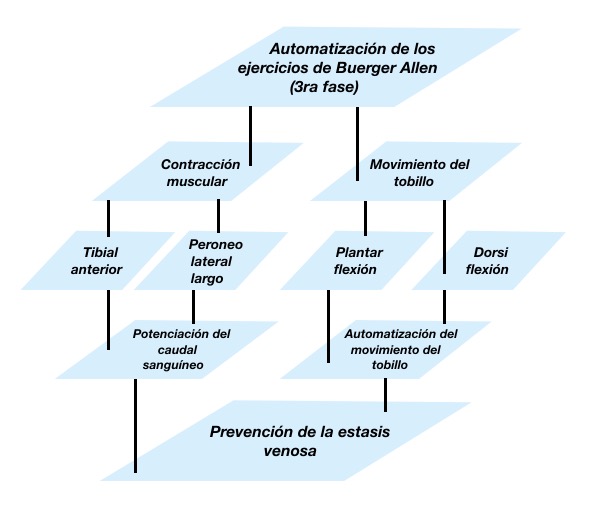 Automatización de los
ejercicios de Buerger Allen
(3ra fase)
Contracción
muscular
Movimiento del
tobillo
Tibial
anterior
Peroneo
lateral
largo
Plantar
flexión
Dorsi
flexión
Potenciación del
caudal
sanguíneo
Automatización del
movimiento del
tobillo
Prevención de la estasis
venosa